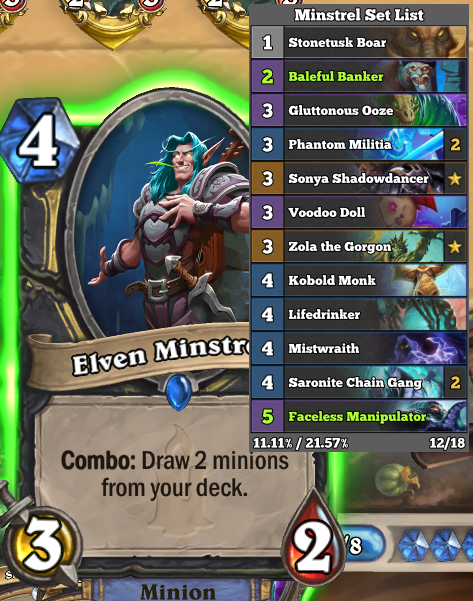 Minstrel Set List
1 Stonetusk Boar
2 Baleful Banker
3 Gluttonous Ooze
3 Phantom Militia 2
3 Sonya Shadowdancer
3 Voodoo Doll
3 Zola the Gorgon
4 Kobold Monk
4 Lifedrinker
4 Mistwraith
4 Saronite Chain Gang 2
5 Faceless Manipulator
11.11% / 21.57% 12/18
4
Elven Minstre
Combo: Draw 2 minions
from your deck.
3
2
/8
Minion